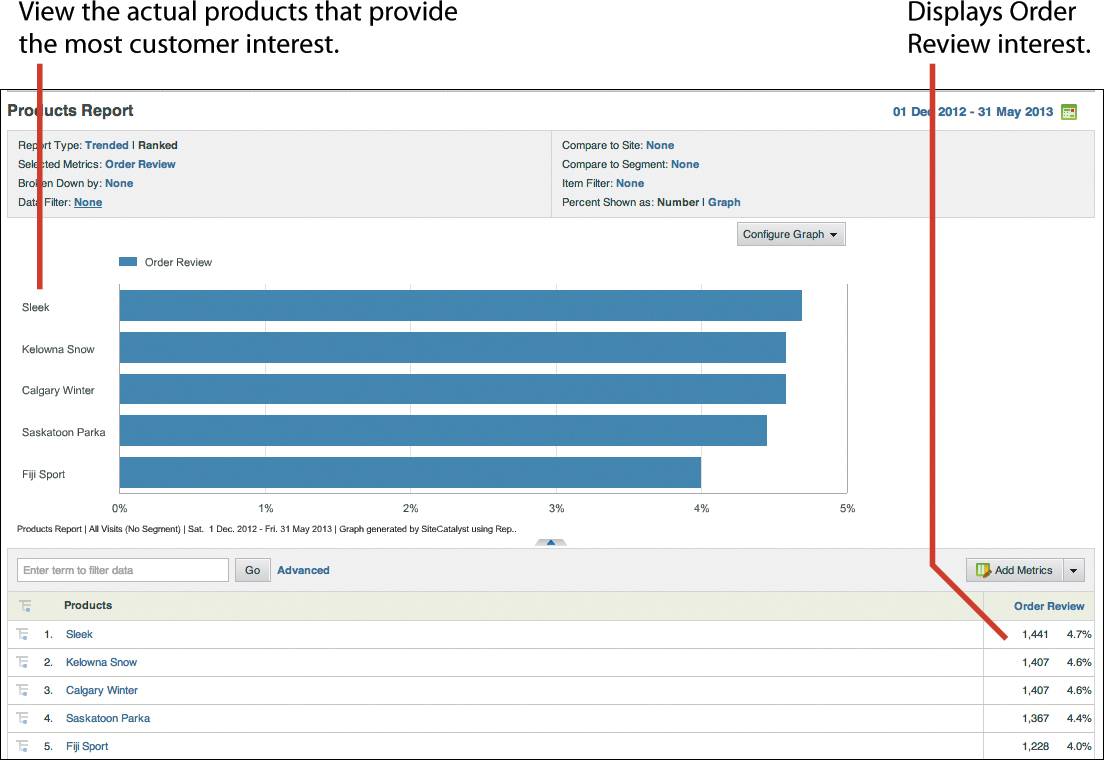 View the actual products that provide
the most customer interest.
Displays Order
Review interest.
Products Report
01 Dec 2012 - 31 May 2013
Report Type: Trended | Ranked
Selected Metrics: Order Review
Broken Down by: None
Data Filter: None
Compare to Site: None
Compare to Segment: None
Item Filter: None
Percent Shown as: Number | Graph
Configure Graph
Order Review
Sleek
Kelowna Snow
Calgary Winter
Saskatoon Parka
Fiji Sport
0% 1% 2% 3% 4% 5%
Products Report | All Visits (No Segment) | Sat. 1 Dec. 2012 - Fri. 31 May 2013 | Graph generated by SiteCatalyst using Rep..
Enter term to filter data Go Advanced Add Metrics
Products Order Review
1. Sleek 1,441 4.7%
2. Kelowna Snow 1,407 4.6%
3. Calgary Winter 1,407 4.6%
4. Saskatoon Parka 1,367 4.4%
5. Fiji Sport 1,228 4.0%